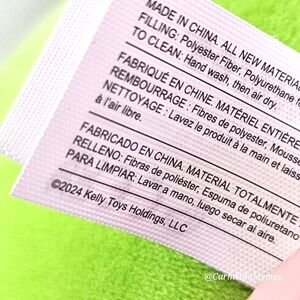 MADE IN CHINA. ALL NEW MATERIAL
FILLING: Polyester Fiber, Polyurethane
TO CLEAN: Hand wash, then air dry.
FABRIQUÉ EN CHINE. MATÉRIEL ENTIÈRE
REMBOURRAGE : Fibres de polyester. Mousse
NETTOYAGE : Lavez le produit à la main et laiss
à l'air libre.
FABRICADO EN CHINA. MATERIAL TOTALMENTE
RELLENO: Fibras de poliéster, Espuma de poliuretano
PARA LIMPIAR: Lavar a mano, luego secar al aire.
©2024 Kelly Toys Holdings, LLC